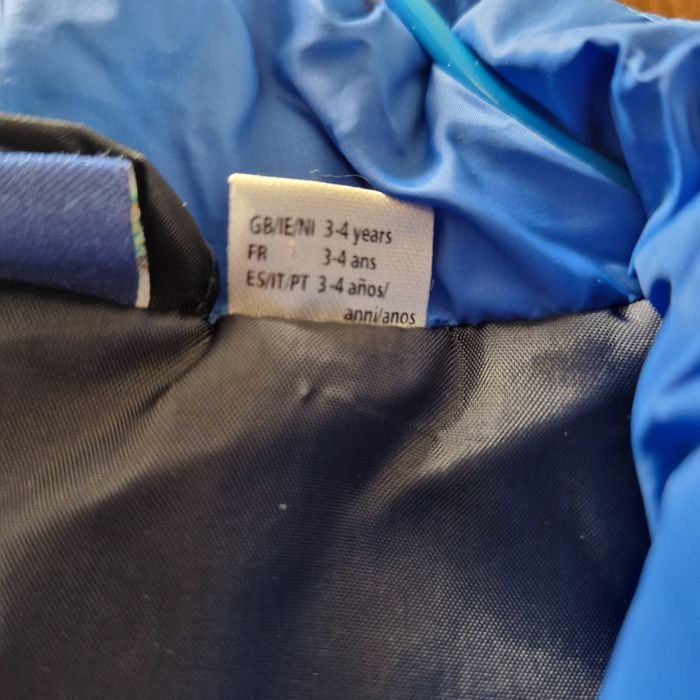 GB/IE/NI 3-4 years
FR 3-4 ans
ES/IT/PT 3-4 años/
anni/anos